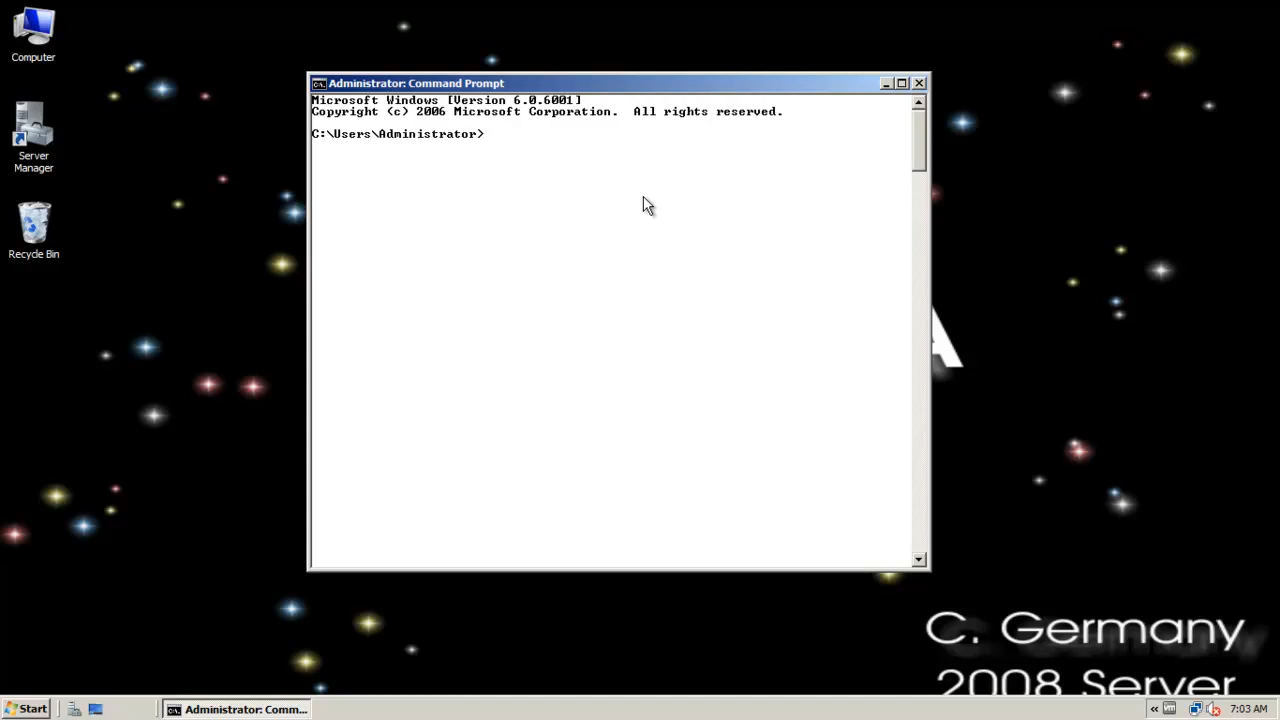 Computer
Server
Manager
Recycle Bin
Administrator: Command Prompt
Microsoft Windows [Version 6.0.6001]
Copyright (c) 2006 Microsoft Corporation.  All rights reserved.
C:\Users\Administrator>
A
C. Germany
2008 Server
Start
Administrator: Comm...
7:03 AM